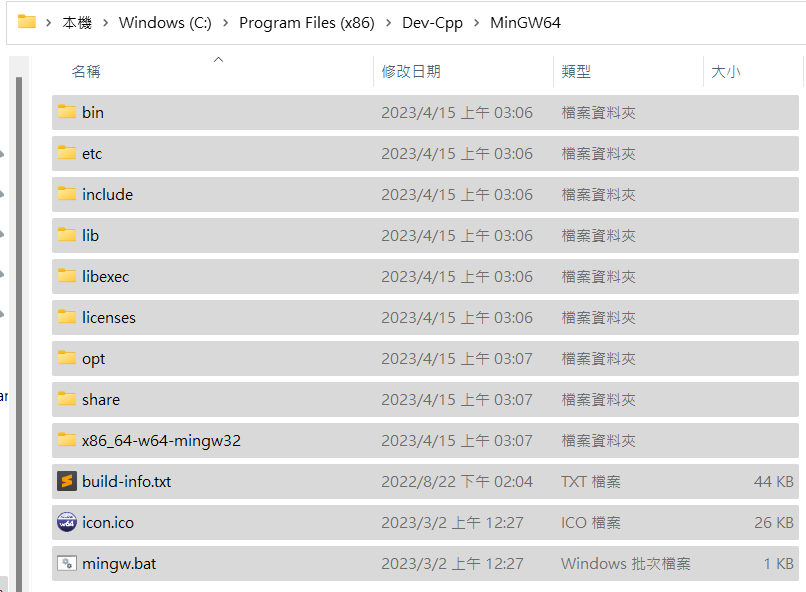 本機 > Windows (C:) > Program Files (x86) > Dev-Cpp > MinGW64
名稱 修改日期 類型 大小
bin 2023/4/15 上午 03:06 檔案資料夾
etc 2023/4/15 上午 03:06 檔案資料夾
include 2023/4/15 上午 03:06 檔案資料夾
lib 2023/4/15 上午 03:06 檔案資料夾
libexec 2023/4/15 上午 03:06 檔案資料夾
licenses 2023/4/15 上午 03:06 檔案資料夾
opt 2023/4/15 上午 03:07 檔案資料夾
share 2023/4/15 上午 03:07 檔案資料夾
x86_64-w64-mingw32 2023/4/15 上午 03:07 檔案資料夾
build-info.txt 2022/8/22 下午 02:04 TXT 檔案 44 KB
icon.ico 2023/3/2 上午 12:27 ICO 檔案 26 KB
mingw.bat 2023/3/2 上午 12:27 Windows 批次檔案 1 KB